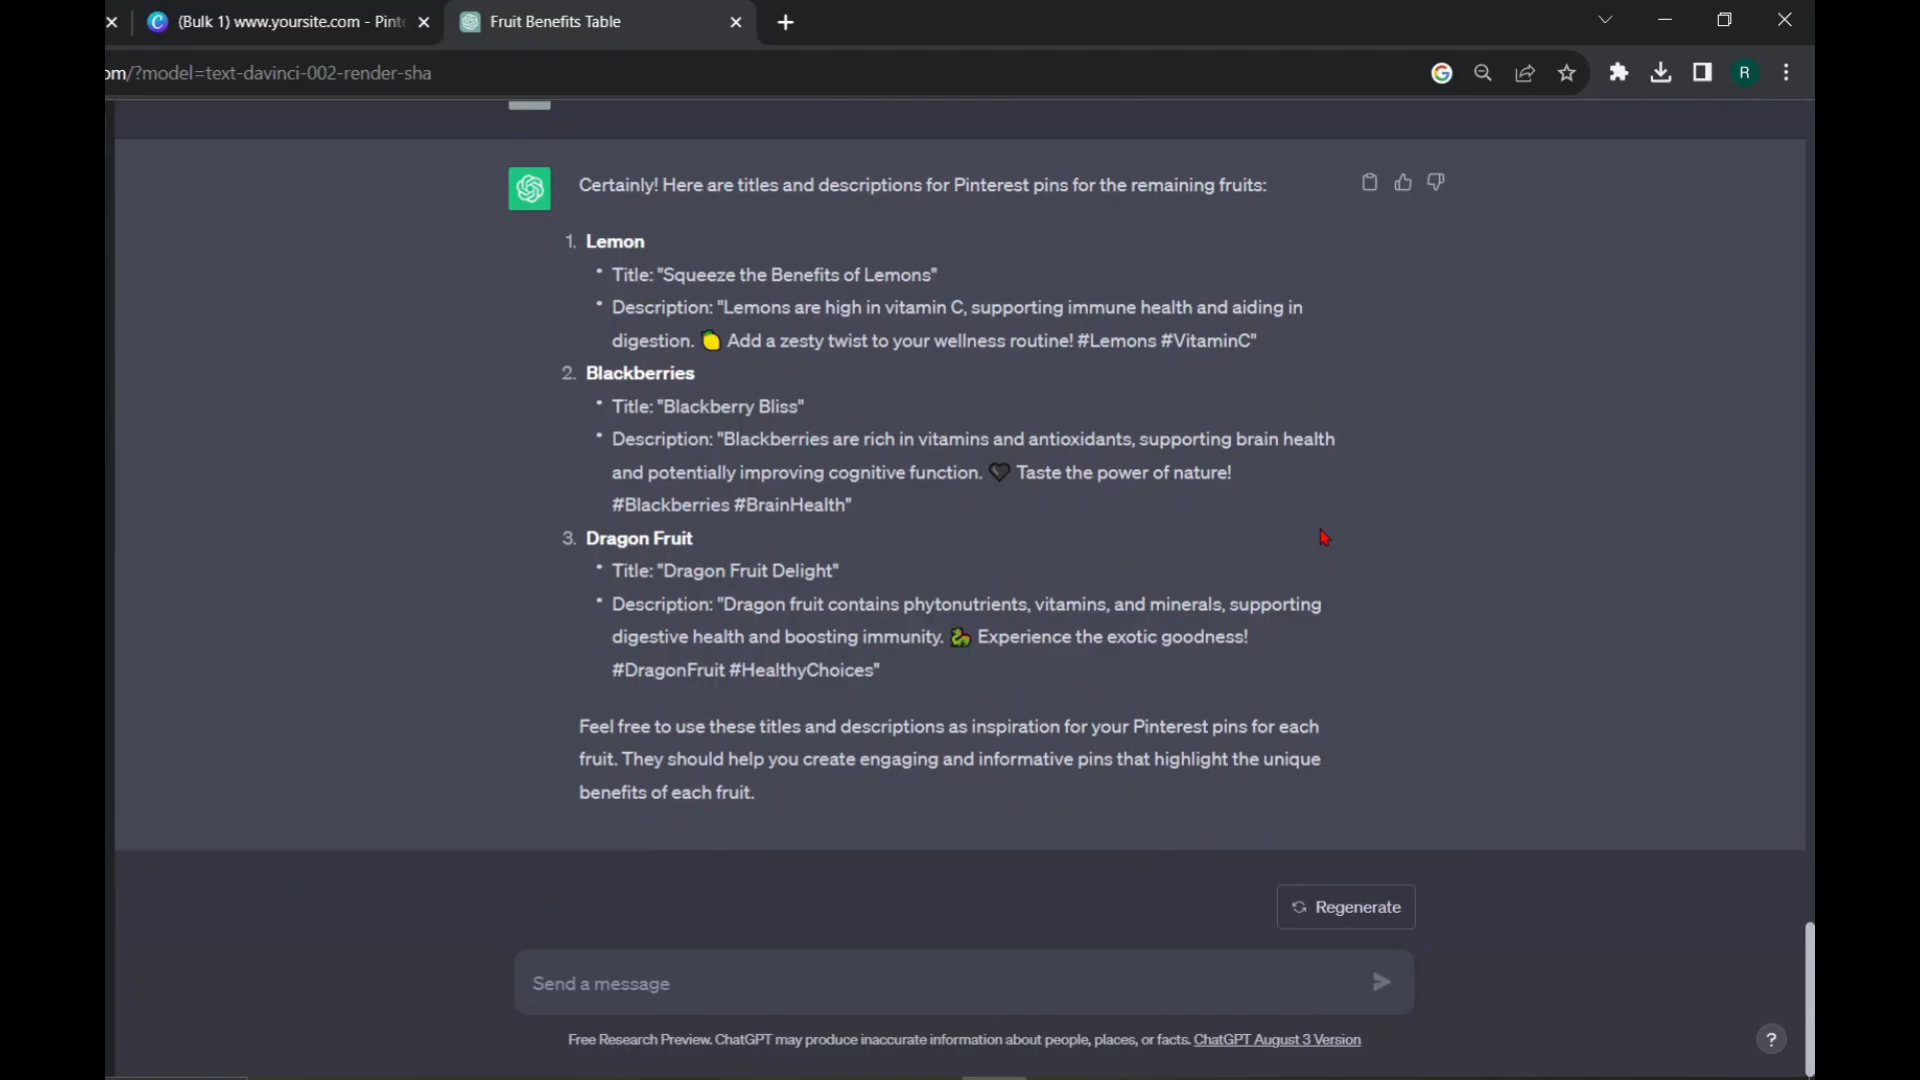 (Bulk 1) www.yoursite.com - Pint
Fruit Benefits Table
om/?model=text-davinci-002-render-sha
R
Certainly! Here are titles and descriptions for Pinterest pins for the remaining fruits:
1. Lemon
• Title: "Squeeze the Benefits of Lemons"
• Description: "Lemons are high in vitamin C, supporting immune health and aiding in
digestion. 🍋 Add a zesty twist to your wellness routine! #Lemons #VitaminC"
2. Blackberries
• Title: "Blackberry Bliss"
• Description: "Blackberries are rich in vitamins and antioxidants, supporting brain health
and potentially improving cognitive function. 🖤 Taste the power of nature!
#Blackberries #BrainHealth"
3. Dragon Fruit
• Title: "Dragon Fruit Delight"
• Description: "Dragon fruit contains phytonutrients, vitamins, and minerals, supporting
digestive health and boosting immunity. 🐉 Experience the exotic goodness!
#DragonFruit #HealthyChoices"
Feel free to use these titles and descriptions as inspiration for your Pinterest pins for each
fruit. They should help you create engaging and informative pins that highlight the unique
benefits of each fruit.
Regenerate
Send a message
Free Research Preview. ChatGPT may produce inaccurate information about people, places, or facts. ChatGPT August 3 Version
?